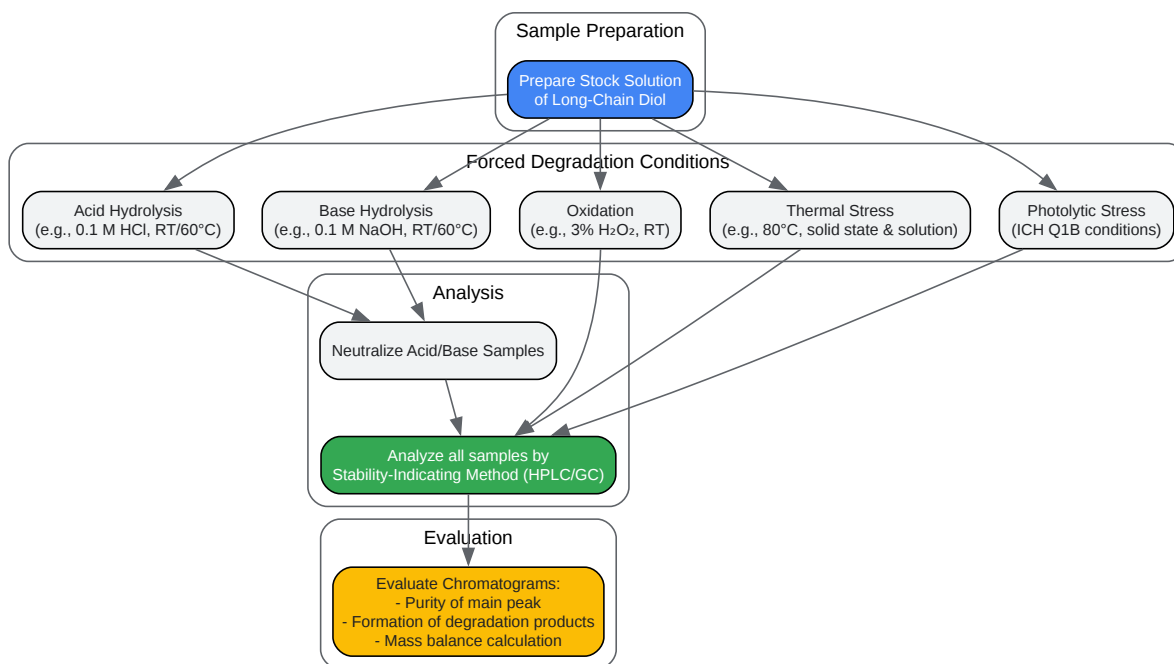 Sample Preparation
Prepare Stock Solution
of Long-Chain Diol
Forced Degradation Conditions
Acid Hydrolysis
(e.g., 0.1 M HCl, RT/60°C)
Base Hydrolysis
(e.g., 0.1 M NaOH, RT/60°C)
Oxidation
(e.g., 3% H₂O₂, RT)
Thermal Stress
(e.g., 80°C, solid state & solution)
Photolytic Stress
(ICH Q1B conditions)
Analysis
Neutralize Acid/Base Samples
Analyze all samples by
Stability-Indicating Method (HPLC/GC)
Evaluation
Evaluate Chromatograms:
- Purity of main peak
- Formation of degradation products
- Mass balance calculation